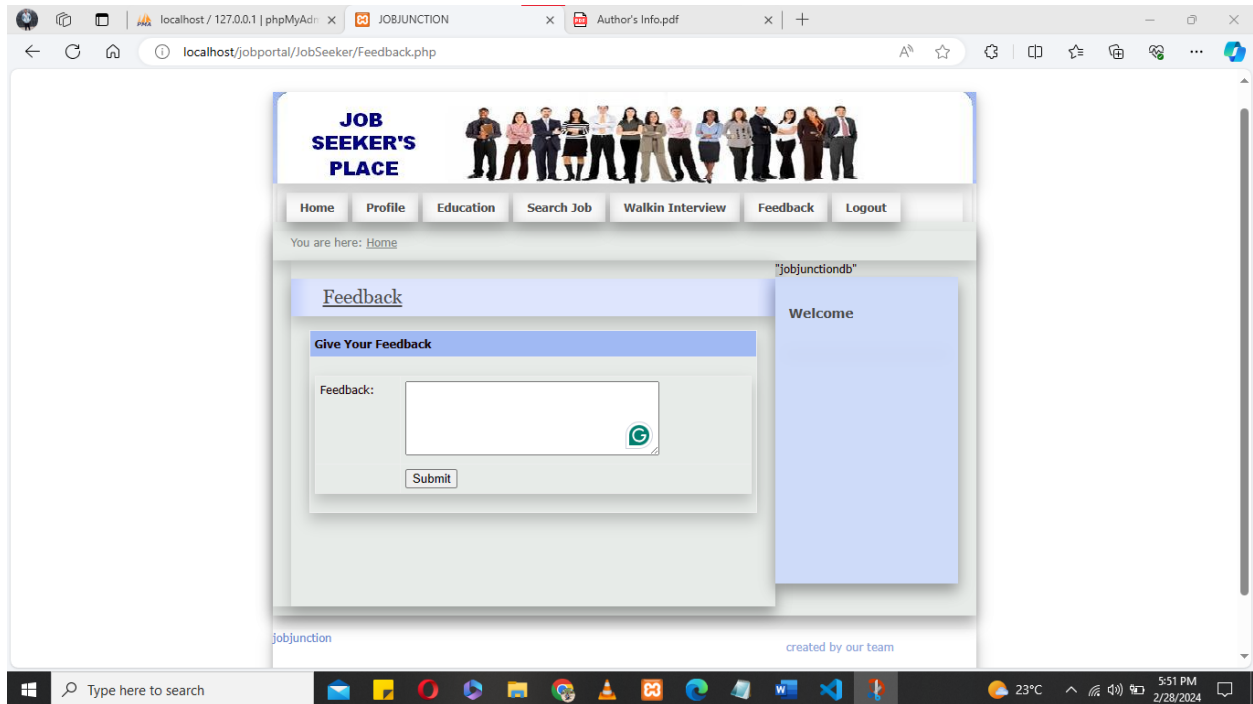 localhost / 127.0.0.1 | phpMyAdm
JOBJUNCTION
Author's Info.pdf
localhost/jobportal/JobSeeker/Feedback.php
JOB
SEEKER'S
PLACE
Home Profile Education Search Job Walkin Interview Feedback Logout
You are here: Home
"jobjunctiondb"
Feedback
Welcome
Give Your Feedback
Feedback:
Submit
jobjunction
created by our team
Type here to search
23°C
5:51 PM
2/28/2024